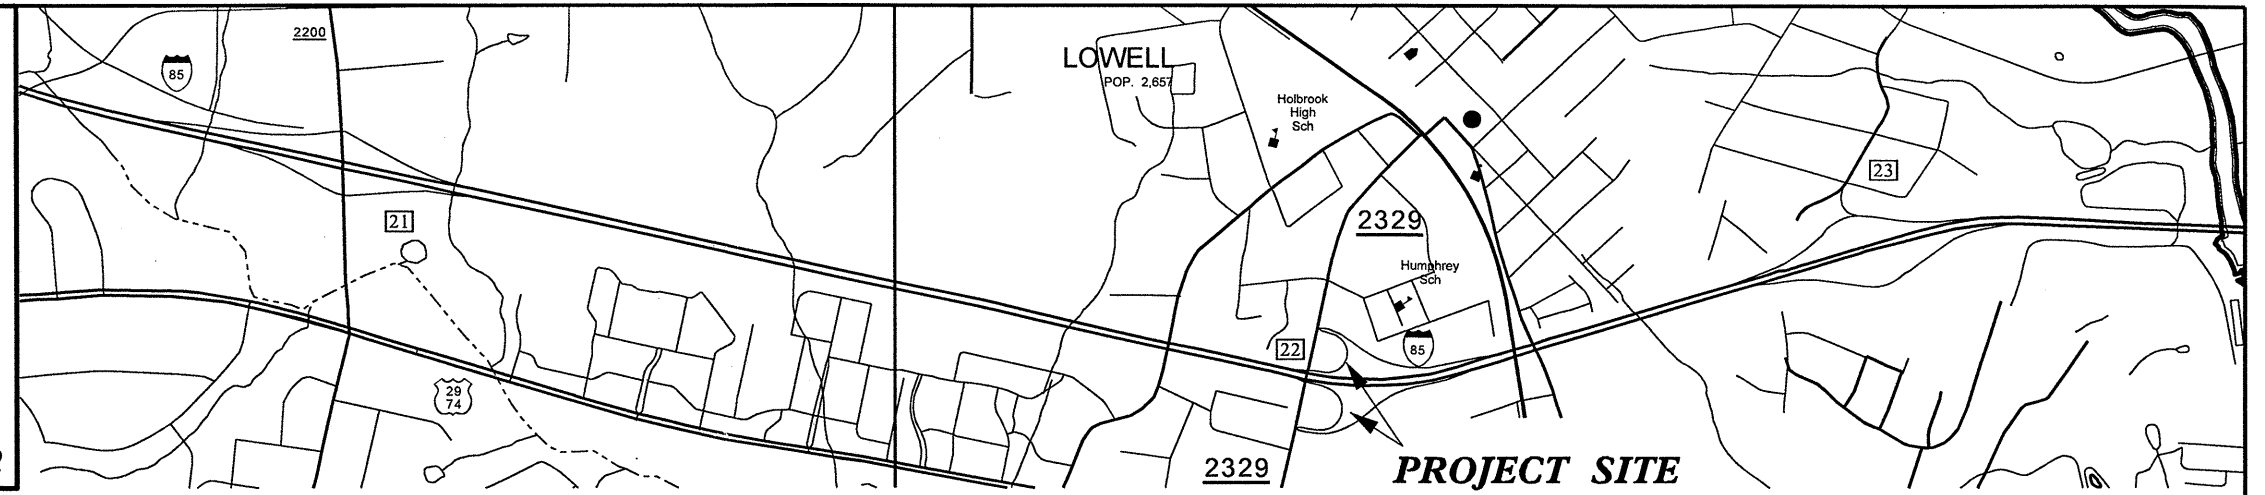 2200
85
LOWELL
POP. 2,657
Holbrook
High
Sch
23
21
2329
Humphrey
Sch
22
85
29
74
2329
PROJECT SITE